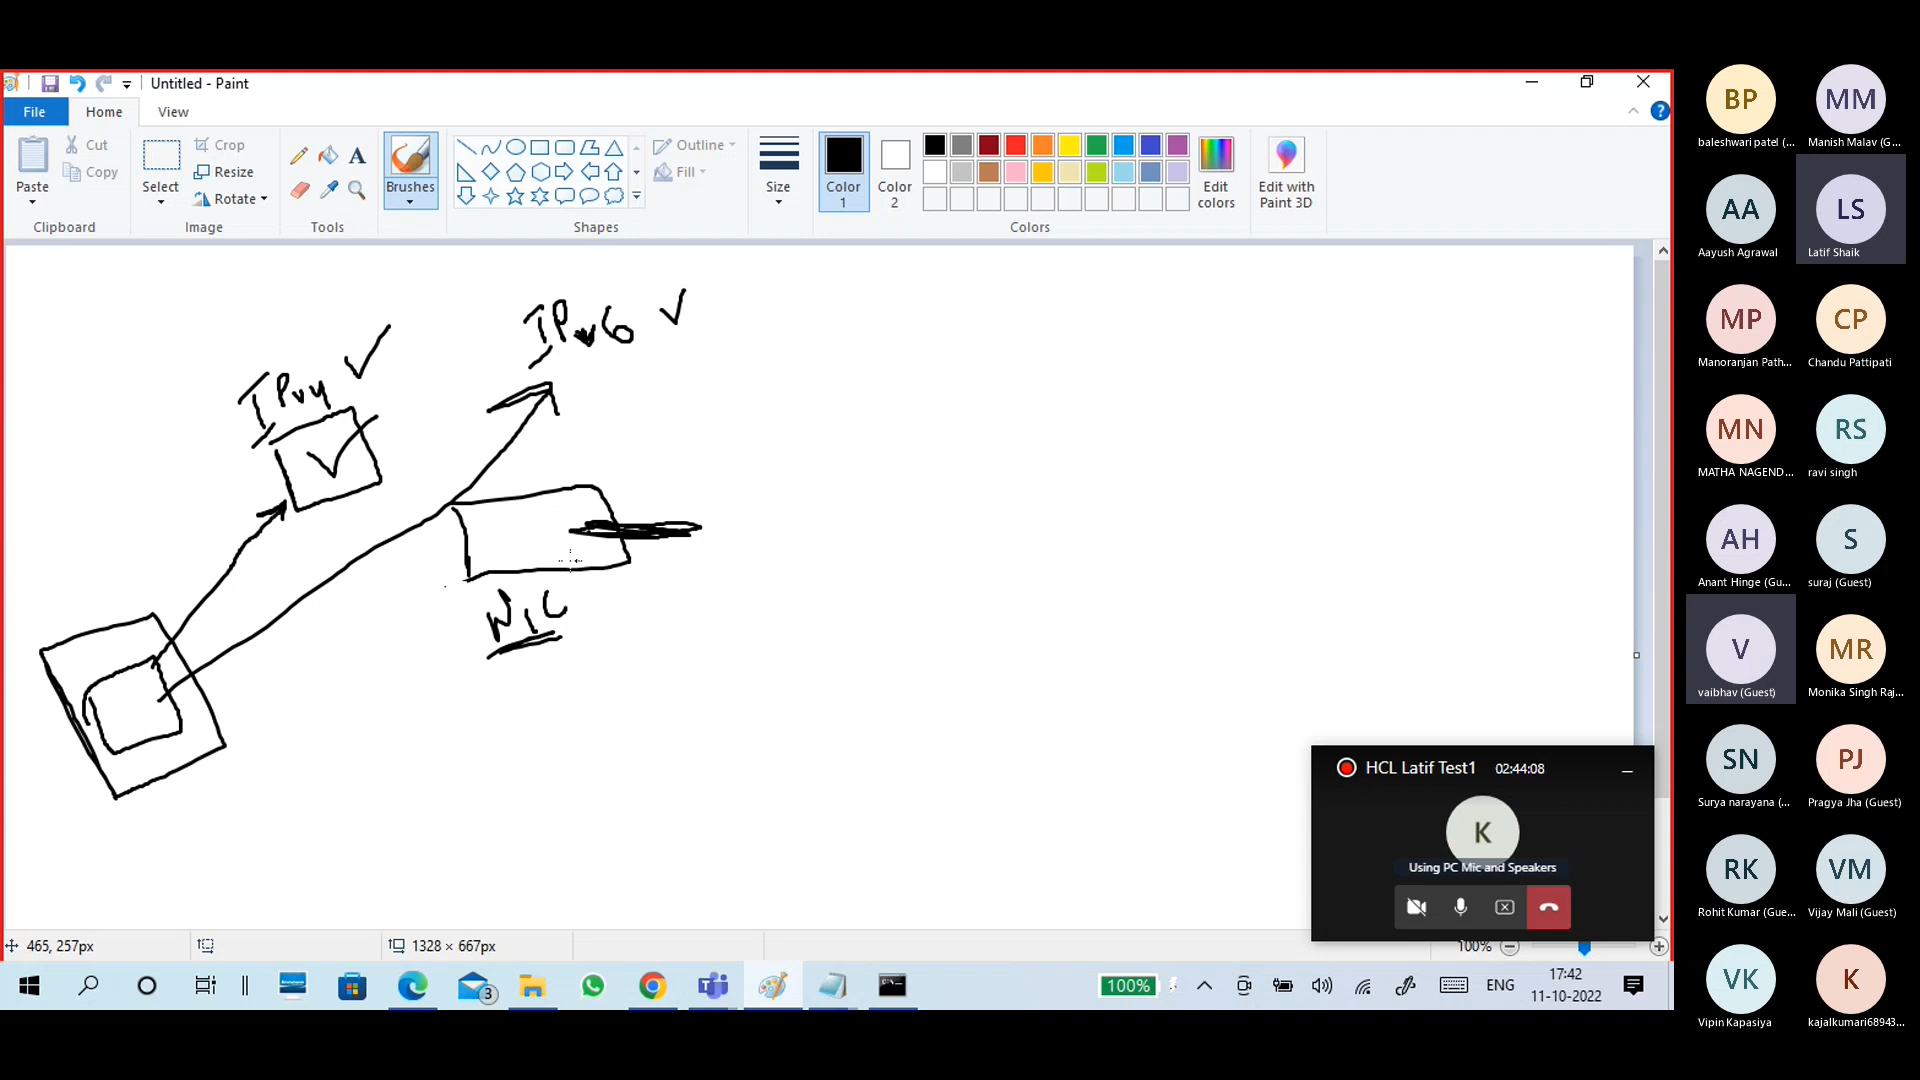 Untitled - Paint
File
Home
View
Paste
Cut
Copy
Clipboard
Select
Crop
Resize
Rotate
Image
A
Tools
Brushes
Outline
Fill
Shapes
Size
Color
1
Color
2
Edit
colors
Edit with
Paint 3D
Colors
IPv6
IPv4
NIC
HCL Latif Test1 02:44:08
K
Using PC Mic and Speakers
465, 257px
1328 × 667px
100%
3
100%
ENG
17:42
11-10-2022
BP
baleshwari patel (...
MM
Manish Malav (G...
AA
Aayush Agrawal
LS
Latif Shaik
MP
Manoranjan Path...
CP
Chandu Pattipati
MN
MATHA NAGEND...
RS
ravi singh
AH
Anant Hinge (Gu...
S
suraj (Guest)
V
vaibhav (Guest)
MR
Monika Singh Raj...
SN
Surya narayana (...
PJ
Pragya Jha (Guest)
RK
Rohit Kumar (Gue...
VM
Vijay Mali (Guest)
VK
Vipin Kapasiya
K
kajalkumari68943...